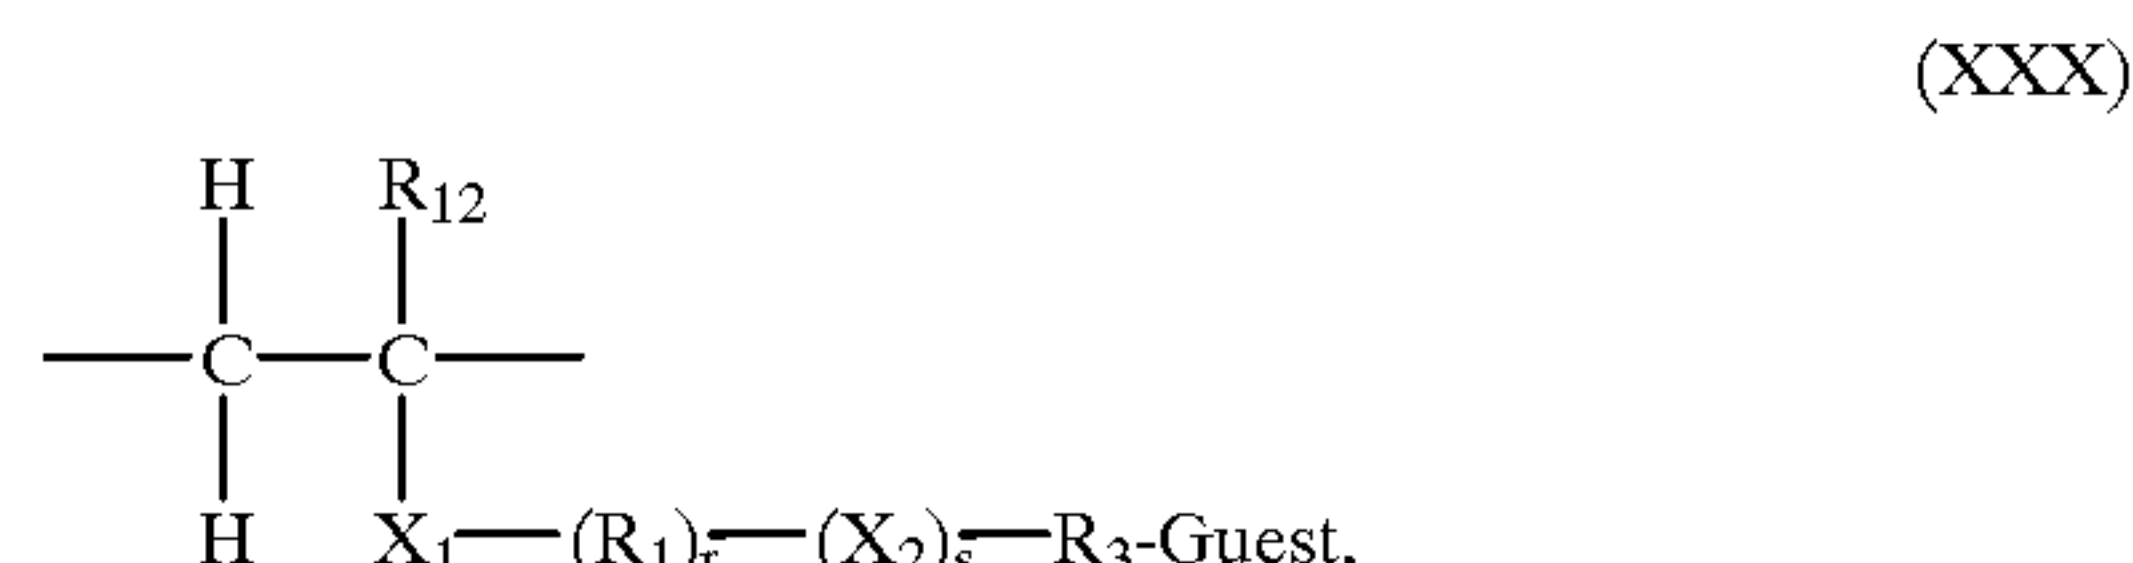 (XXX)
H R12
C C
H X1 (R1)r (X2)s R3-Guest,